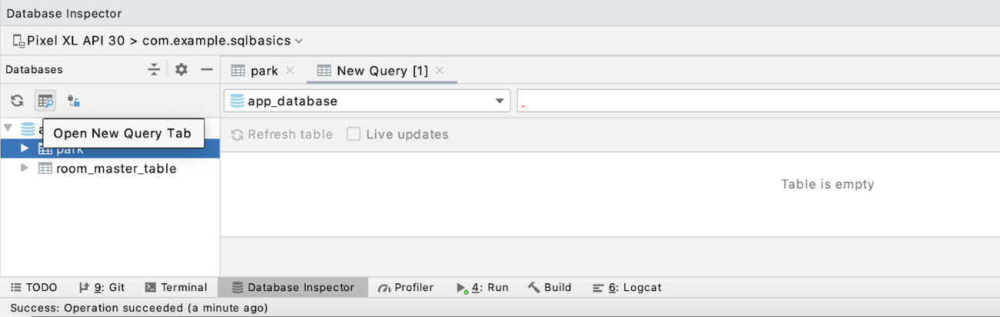 Database Inspector
Pixel XL API 30 > com.example.sqlbasics
Databases
park
New Query [1]
app_database
Open New Query Tab
Refresh table
Live updates
park
room_master_table
Table is empty
TODO
9: Git
Terminal
Database Inspector
Profiler
4: Run
Build
6: Logcat
Success: Operation succeeded (a minute ago)